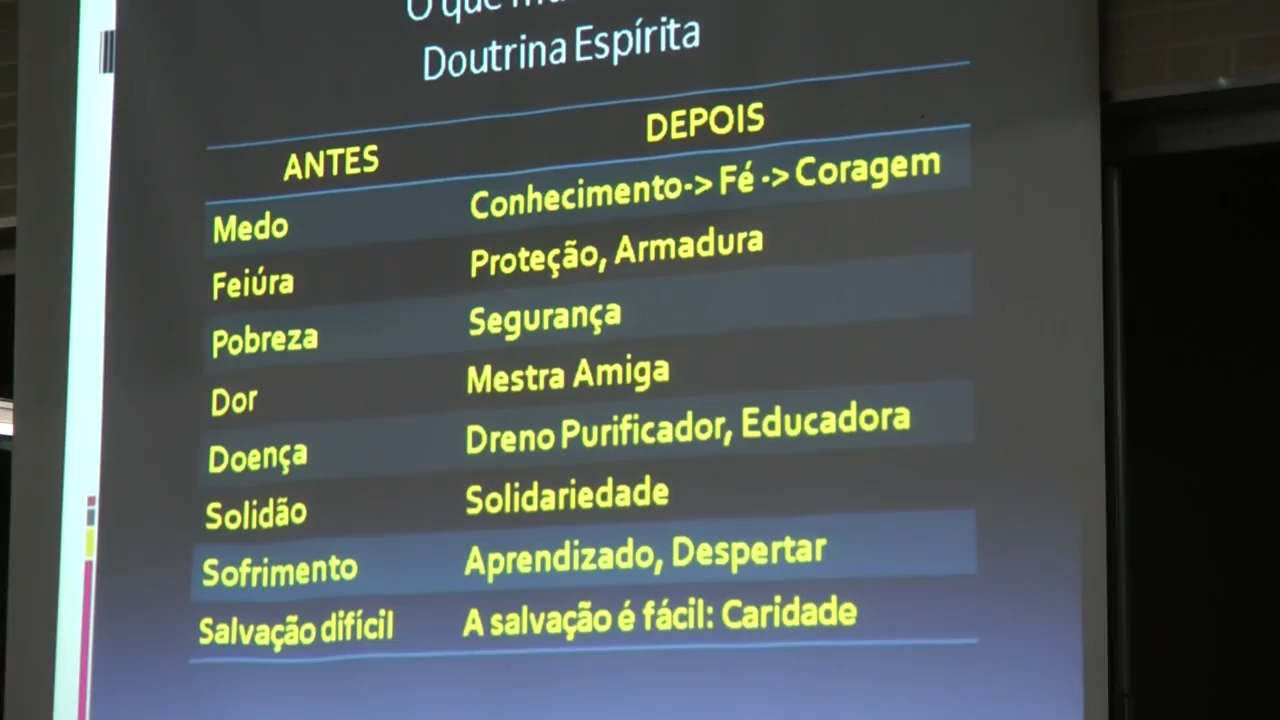 O que
Doutrina Espírita
ANTES DEPOIS
Medo Conhecimento-> Fé -> Coragem
Feiúra Proteção, Armadura
Pobreza Segurança
Dor Mestra Amiga
Doença Dreno Purificador, Educadora
Solidão Solidariedade
Sofrimento Aprendizado, Despertar
Salvação difícil A salvação é fácil: Caridade